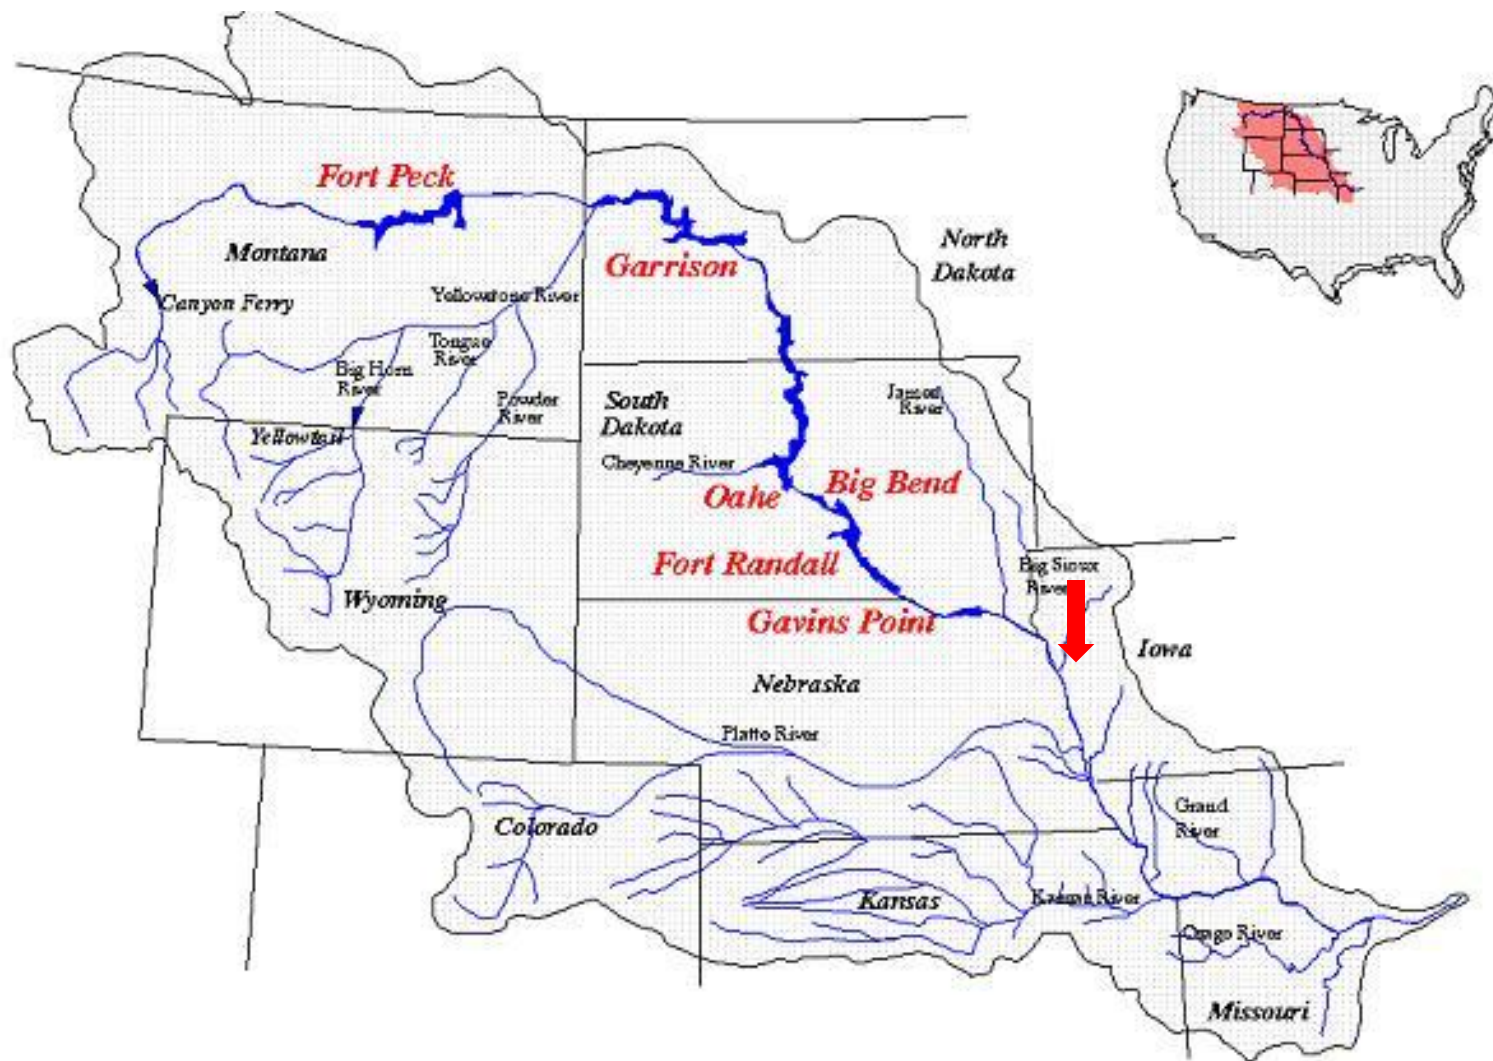 Fort Peck
North
Dakota
Montana
Garrison
Canyon Ferry
Yellowstone River
Tongue
River
Big Horn
River
Powder
River
South
Dakota
James
River
Yellowtail
Cheyenne River
Oahe
Big Bend
Fort Randall
Big Sioux
River
Wyoming
Gavins Point
Iowa
Nebraska
Platte River
Grand
River
Colorado
Kansas
Kansas River
Osage River
Missouri